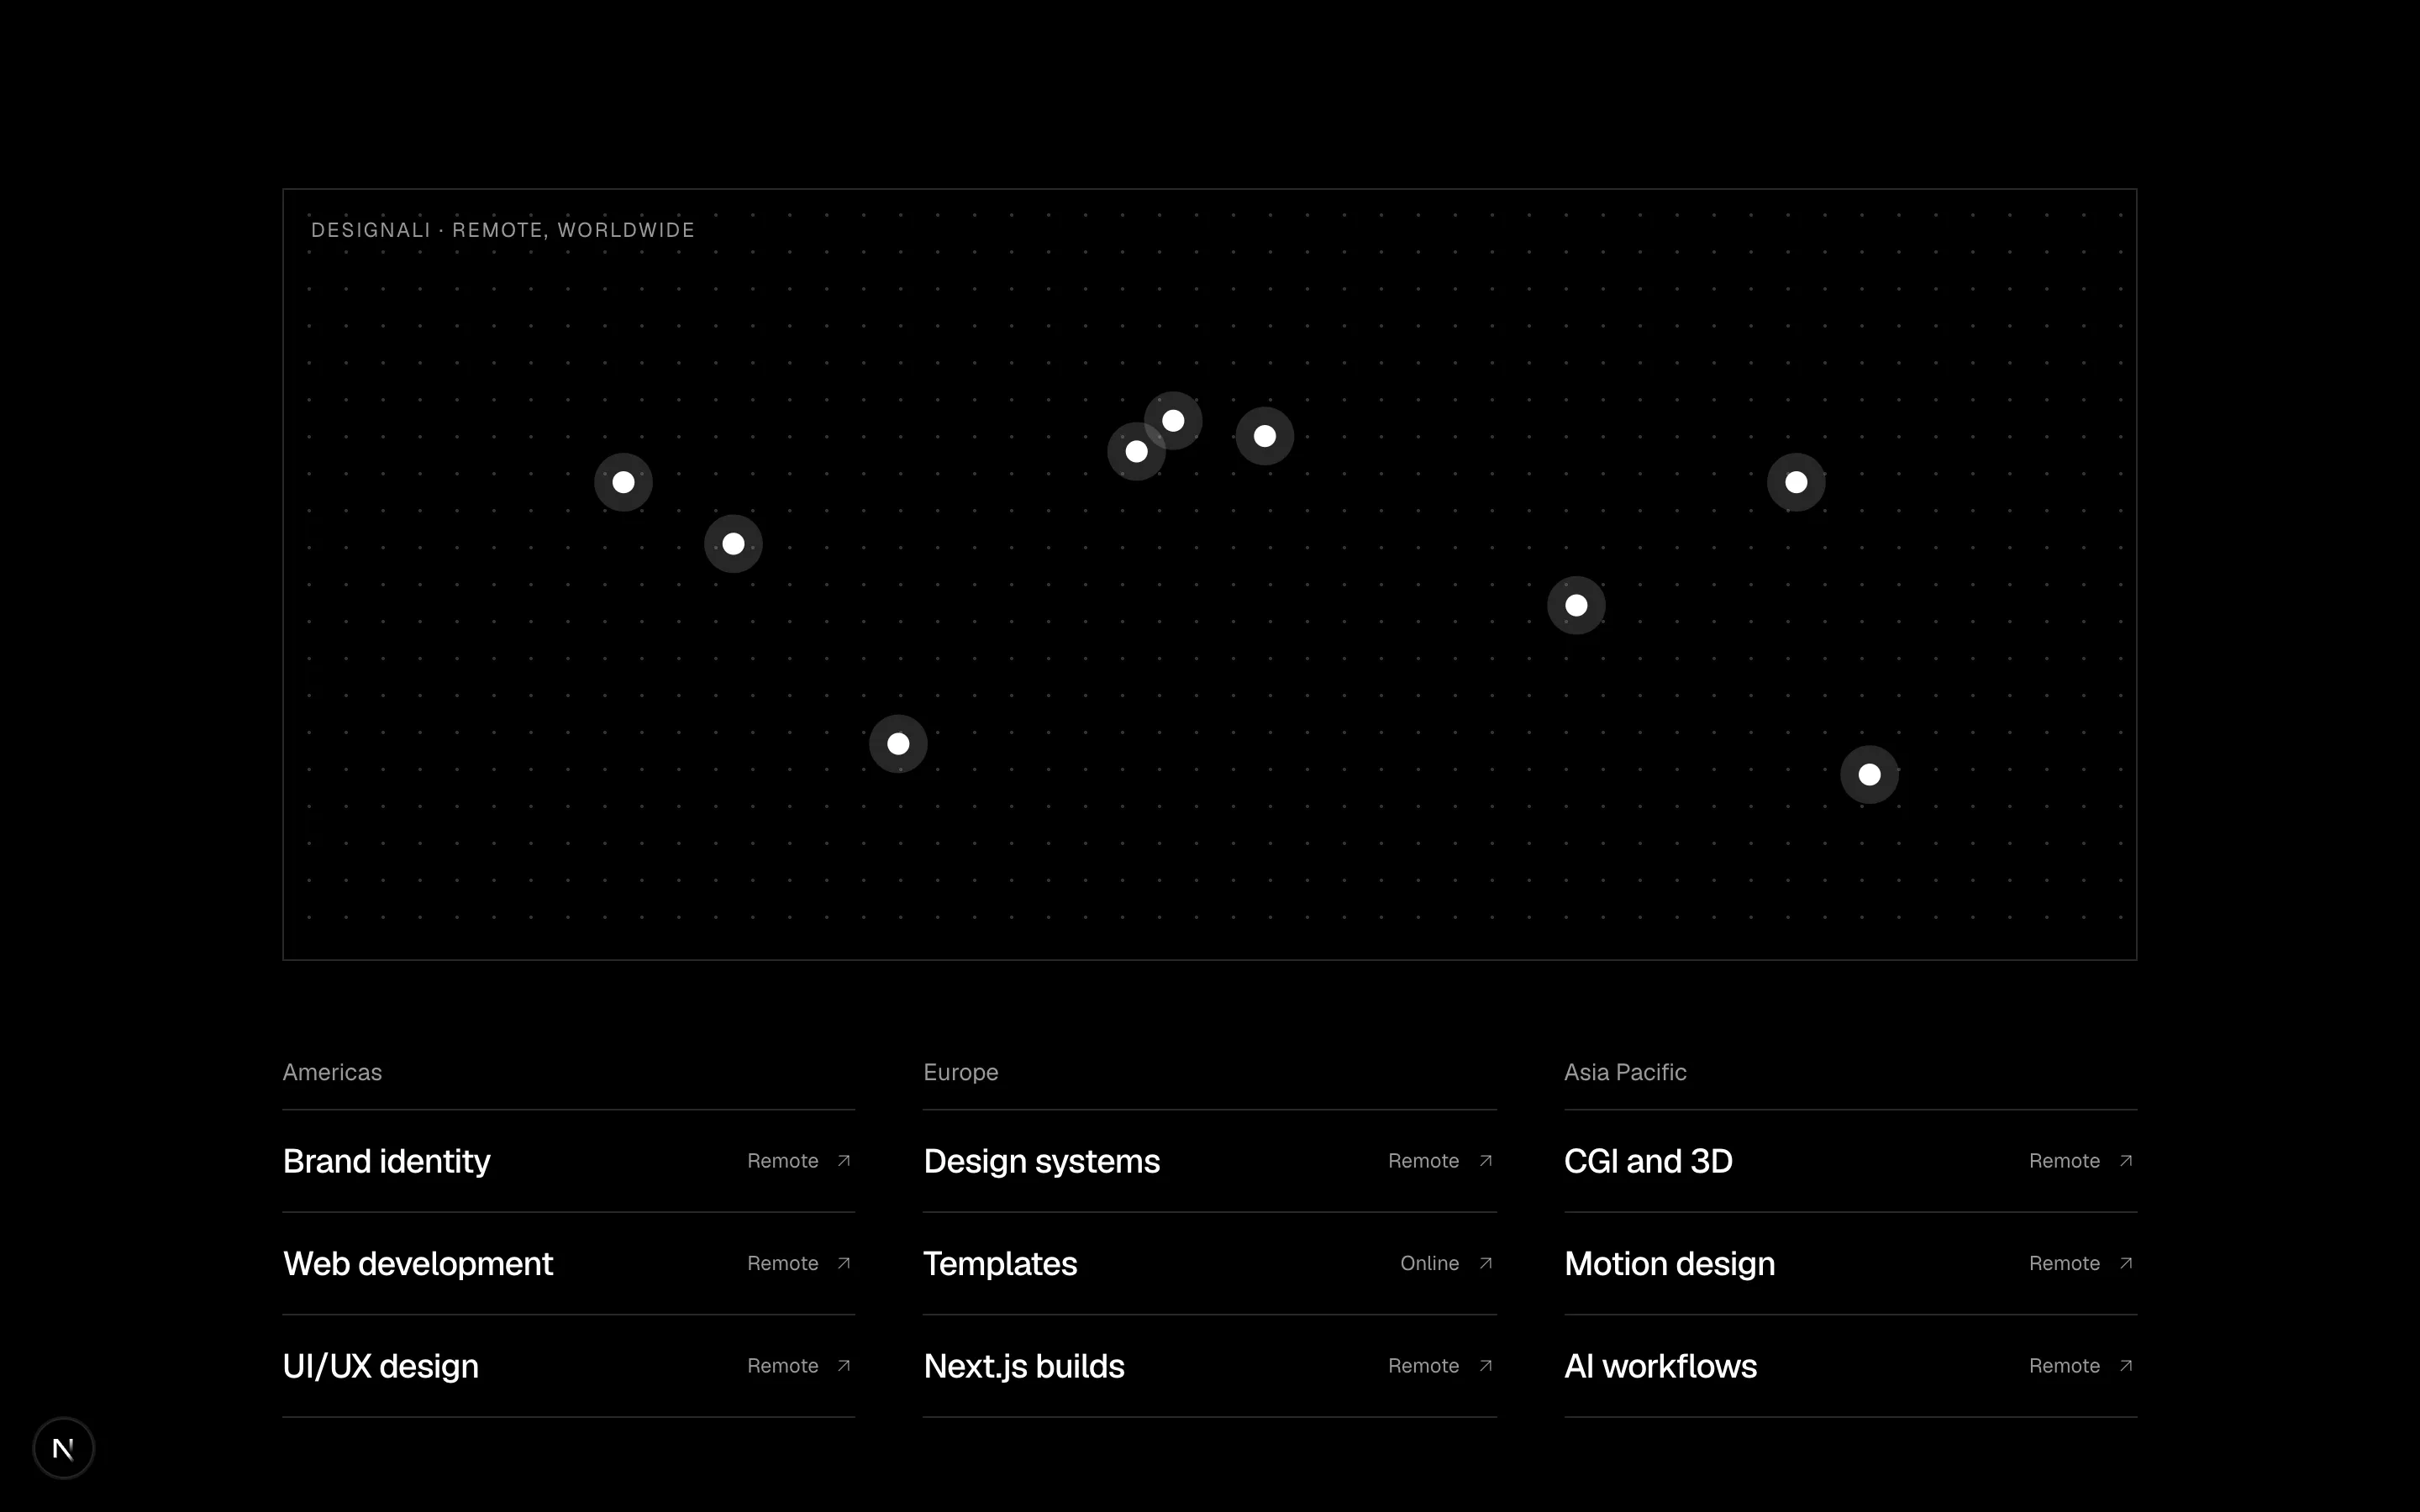 DESIGNALI · REMOTE, WORLDWIDE
Americas
Brand identity Remote
Web development Remote
UI/UX design Remote
Europe
Design systems Remote
Templates Online
Next.js builds Remote
Asia Pacific
CGI and 3D Remote
Motion design Remote
AI workflows Remote
N